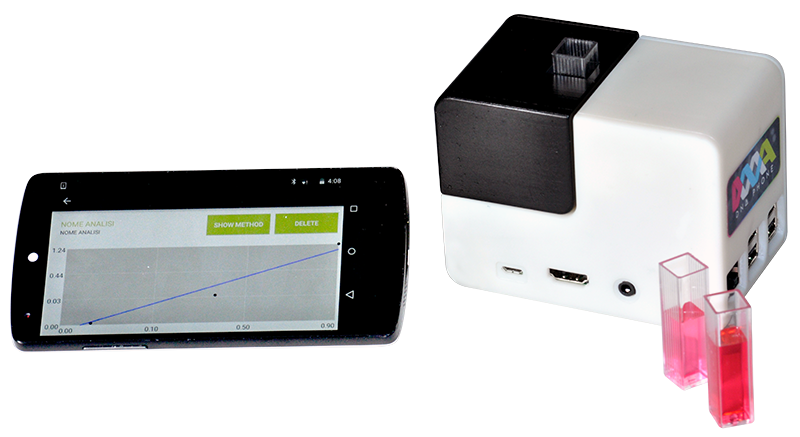 4:08
NOME ANALISI
SHOW METHOD
DELETE
NOME ANALISI
1.24
0.44
0.03
0.00
0.00
0.10
0.50
0.90